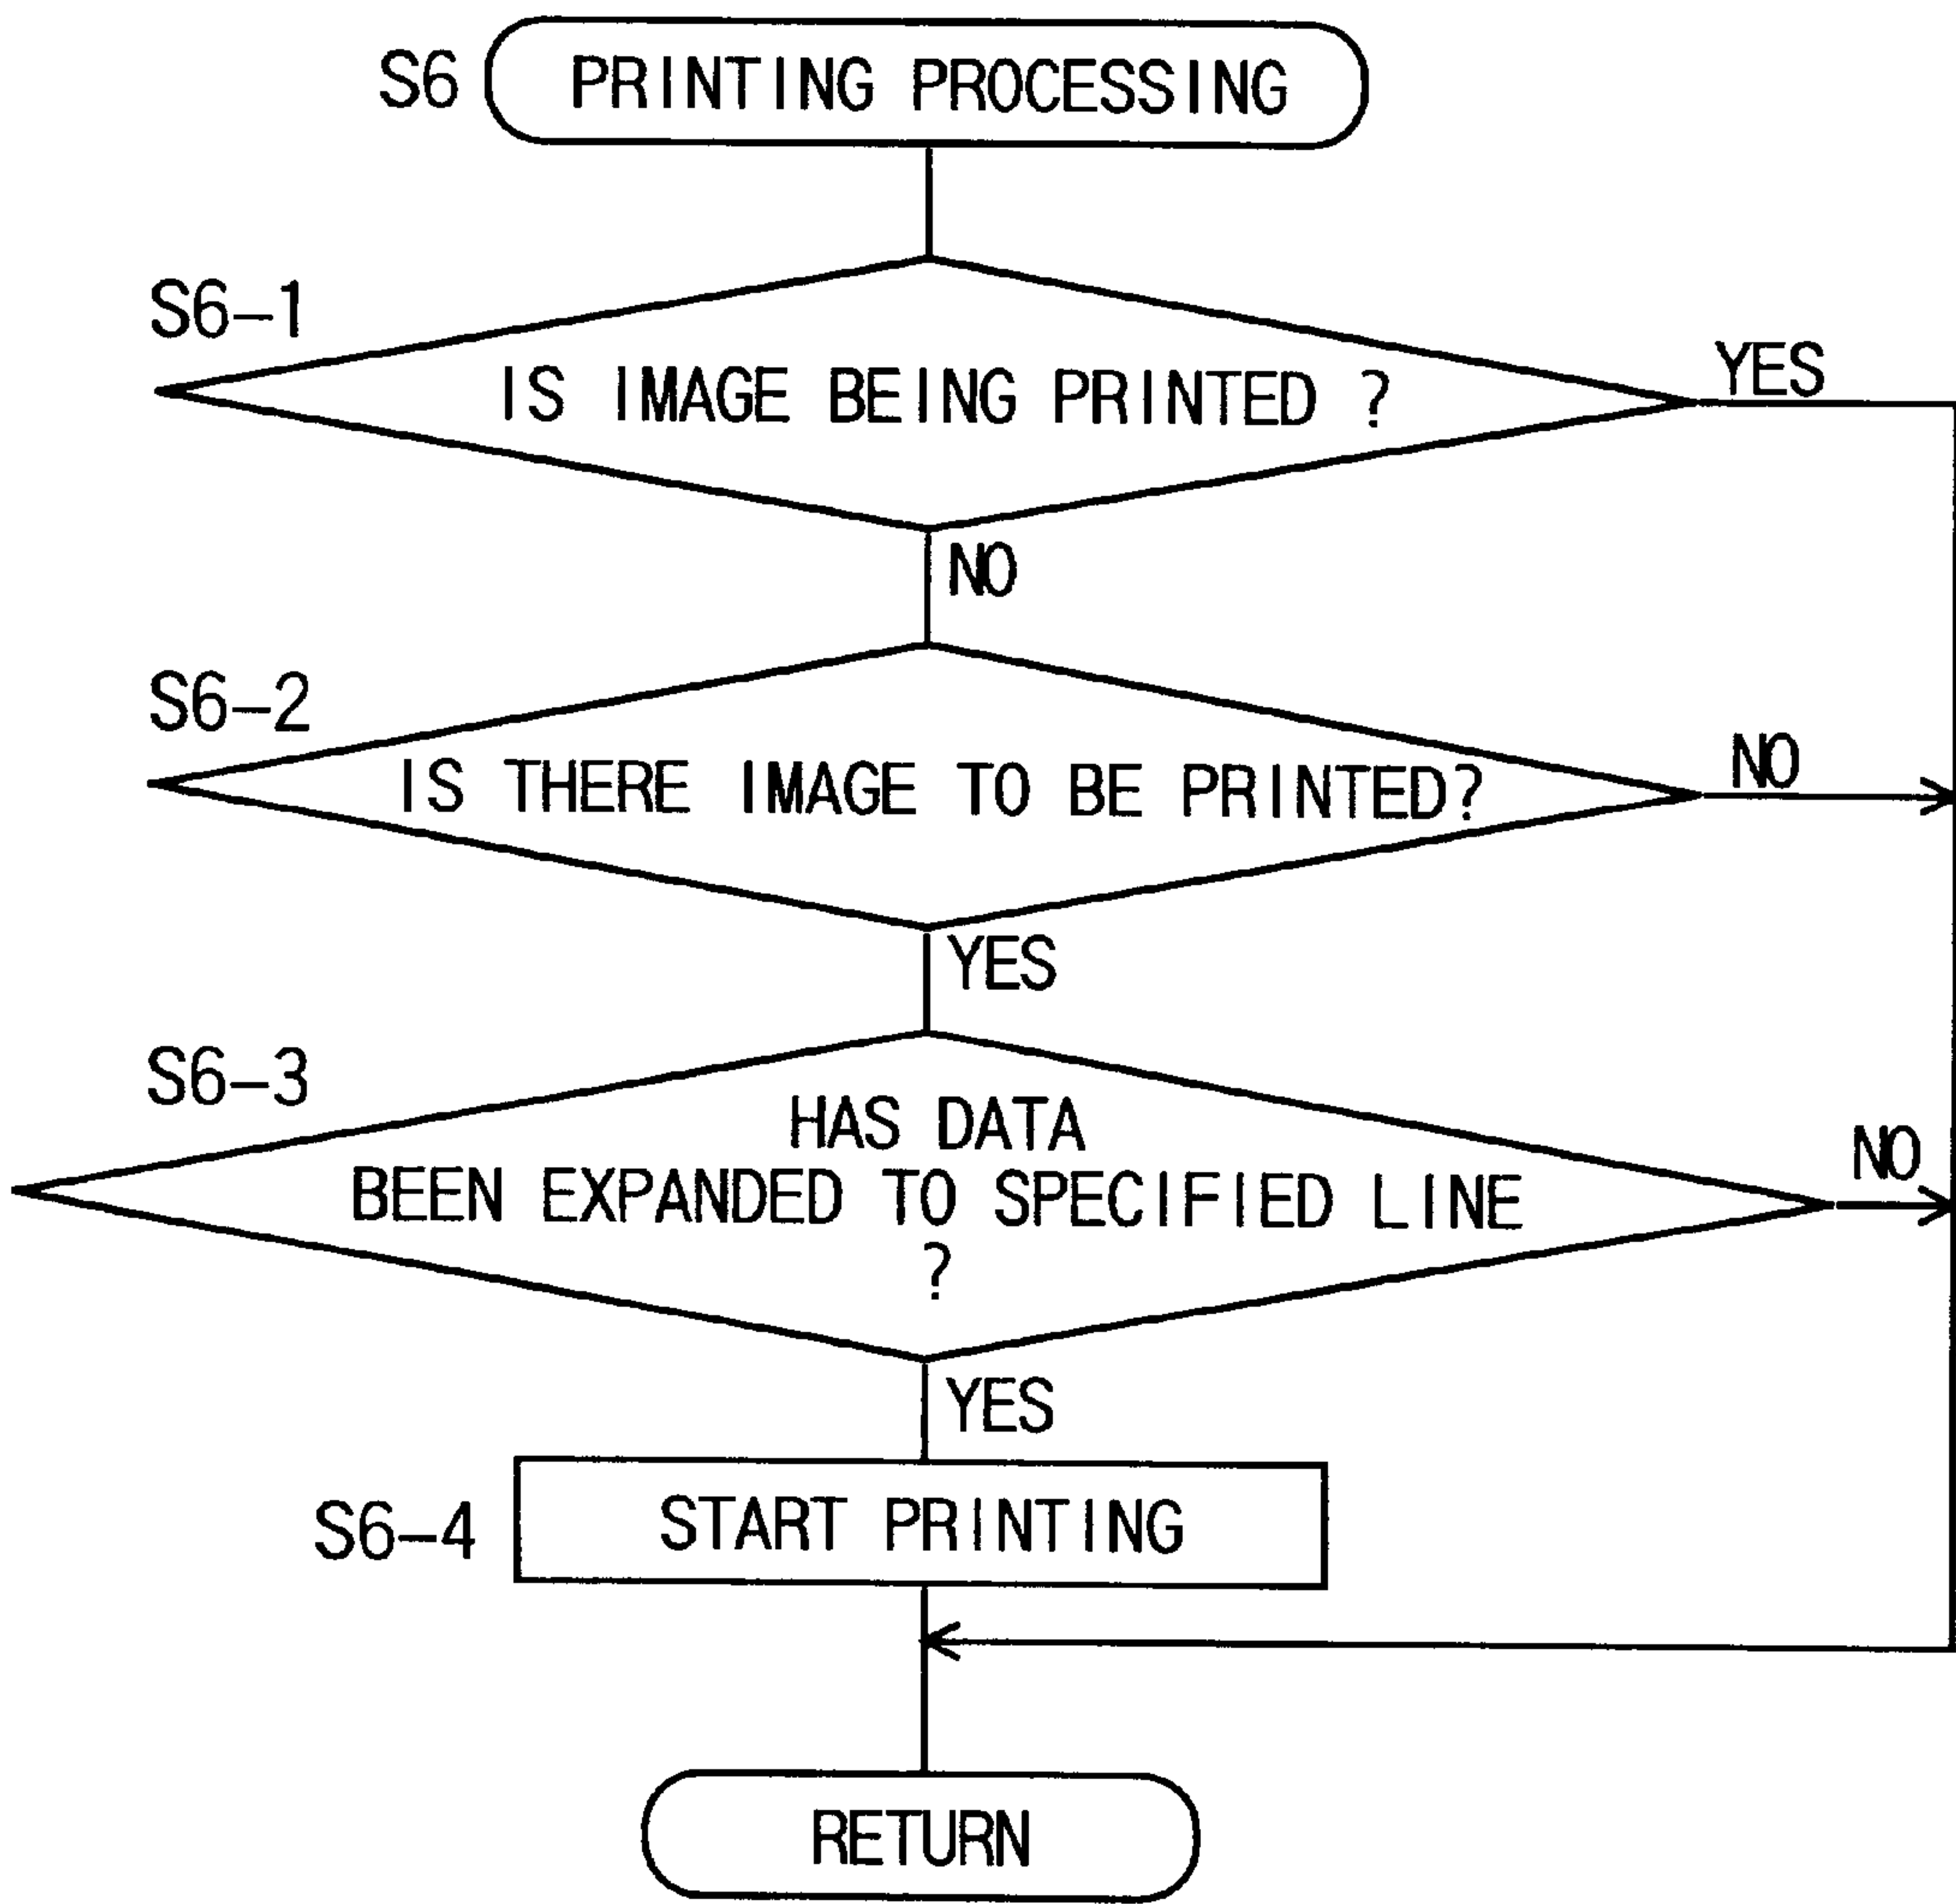 S6 PRINTING PROCESSING
S6-1
IS IMAGE BEING PRINTED ?
YES
NO
S6-2
IS THERE IMAGE TO BE PRINTED?
NO
YES
S6-3
HAS DATA
BEEN EXPANDED TO SPECIFIED LINE
?
NO
YES
S6-4
START PRINTING
RETURN